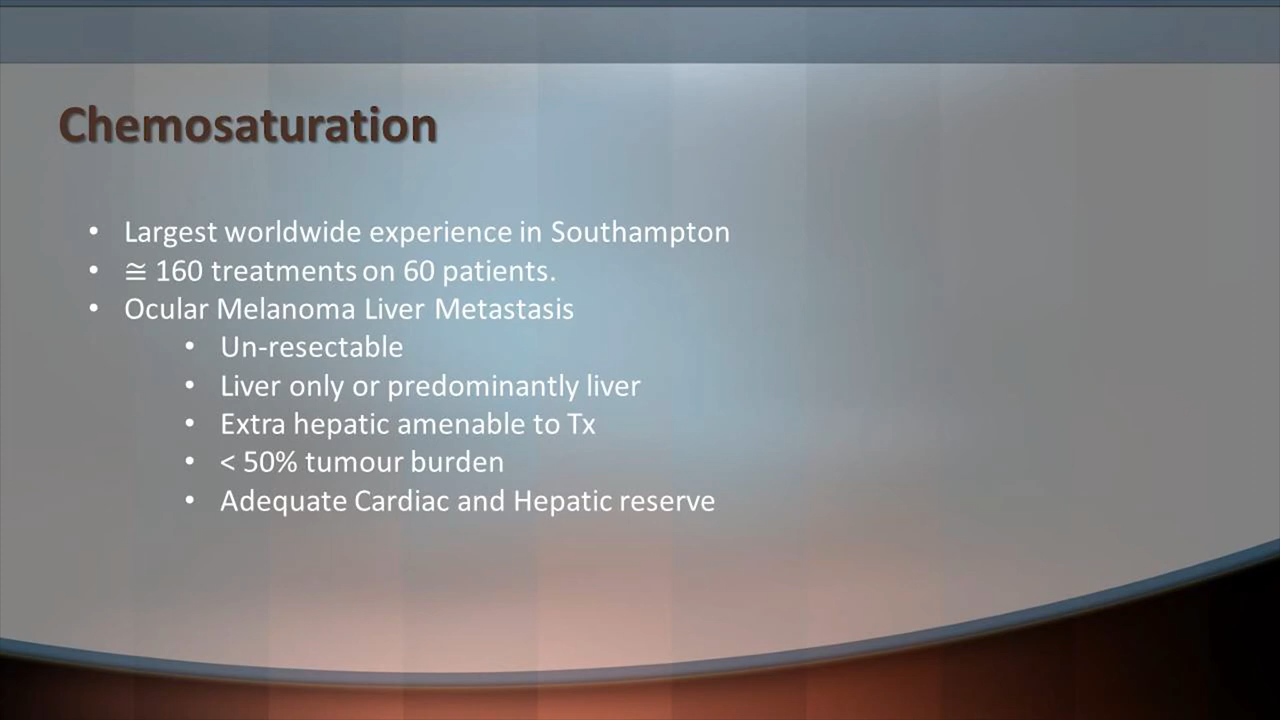 Chemosaturation
• Largest worldwide experience in Southampton
• ≅ 160 treatments on 60 patients.
• Ocular Melanoma Liver Metastasis
• Un-resectable
• Liver only or predominantly liver
• Extra hepatic amenable to Tx
• < 50% tumour burden
• Adequate Cardiac and Hepatic reserve